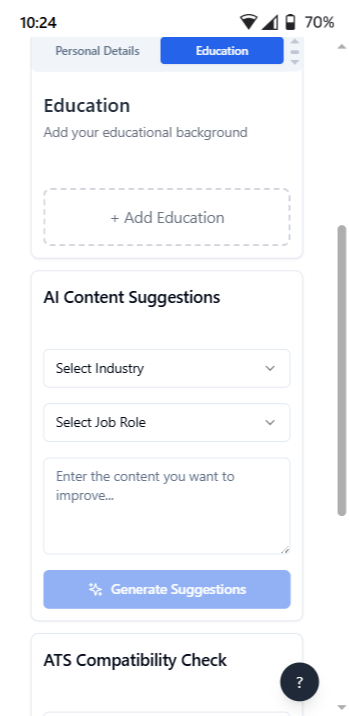 10:24 70%
Personal Details Education
Education
Add your educational background
+ Add Education
AI Content Suggestions
Select Industry
Select Job Role
Enter the content you want to
improve...
Generate Suggestions
ATS Compatibility Check
?